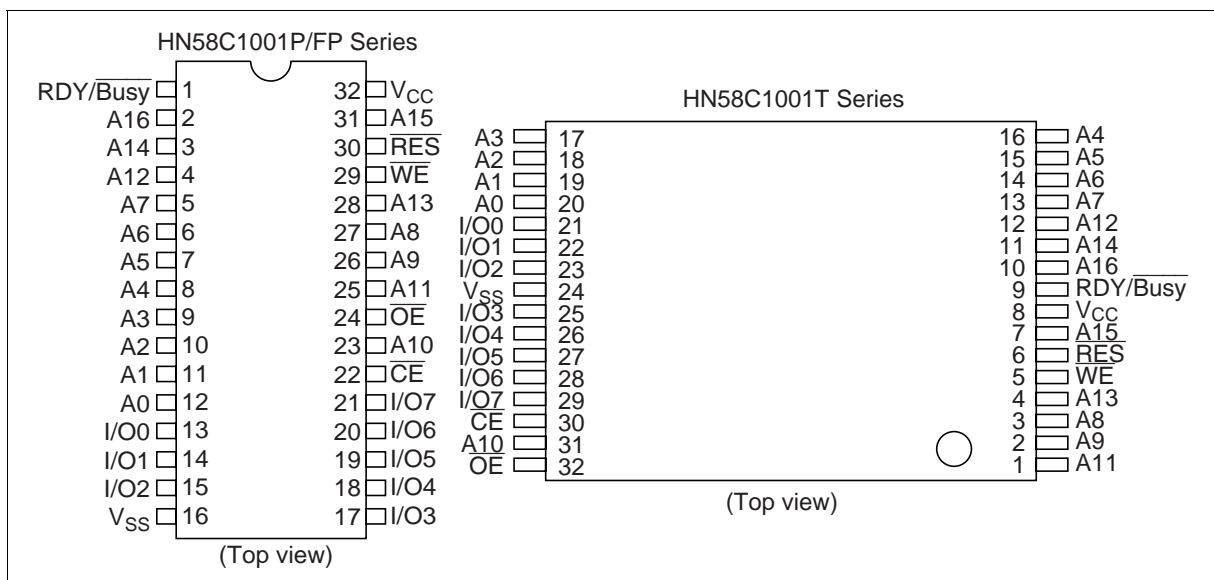 HN58C1001P/FP Series
RDY/Busy 1 32 VCC
A16 2 31 A15
A14 3 30 RES
A12 4 29 WE
A7 5 28 A13
A6 6 27 A8
A5 7 26 A9
A4 8 25 A11
A3 9 24 OE
A2 10 23 A10
A1 11 22 CE
A0 12 21 I/O7
I/O0 13 20 I/O6
I/O1 14 19 I/O5
I/O2 15 18 I/O4
VSS 16 17 I/O3
(Top view)
HN58C1001T Series
A3 17 16 A4
A2 18 15 A5
A1 19 14 A6
A0 20 13 A7
I/O0 21 12 A12
I/O1 22 11 A14
I/O2 23 10 A16
VSS 24 9 RDY/Busy
I/O3 25 8 VCC
I/O4 26 7 A15
I/O5 27 6 RES
I/O6 28 5 WE
I/O7 29 4 A13
CE 30 3 A8
A10 31 2 A9
OE 32 1 A11
(Top view)